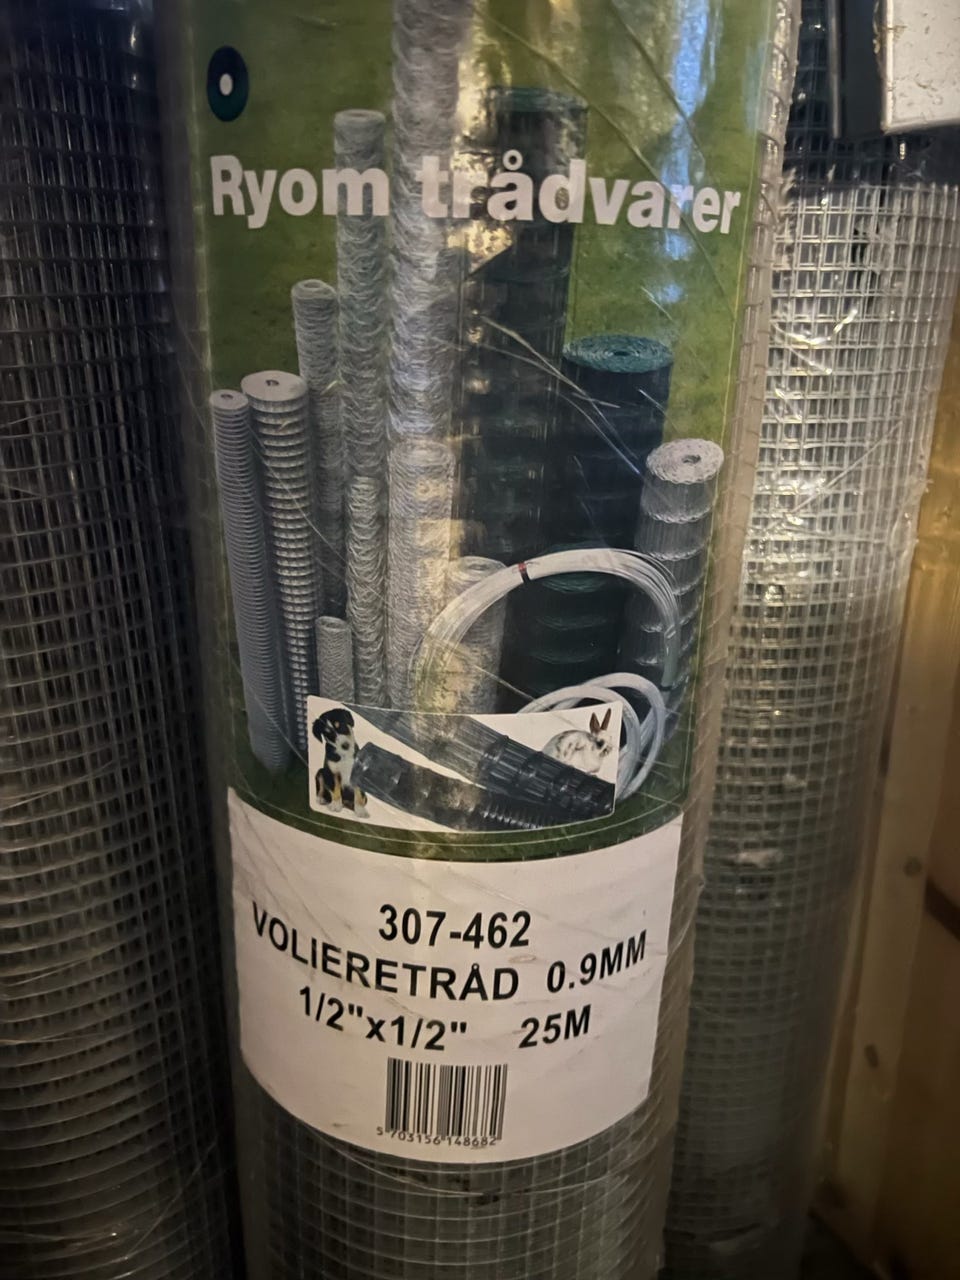 Ryom trådvarer
307-462
VOLIERETRÅD 0.9MM
1/2"x1/2" 25M
5 703156 148682